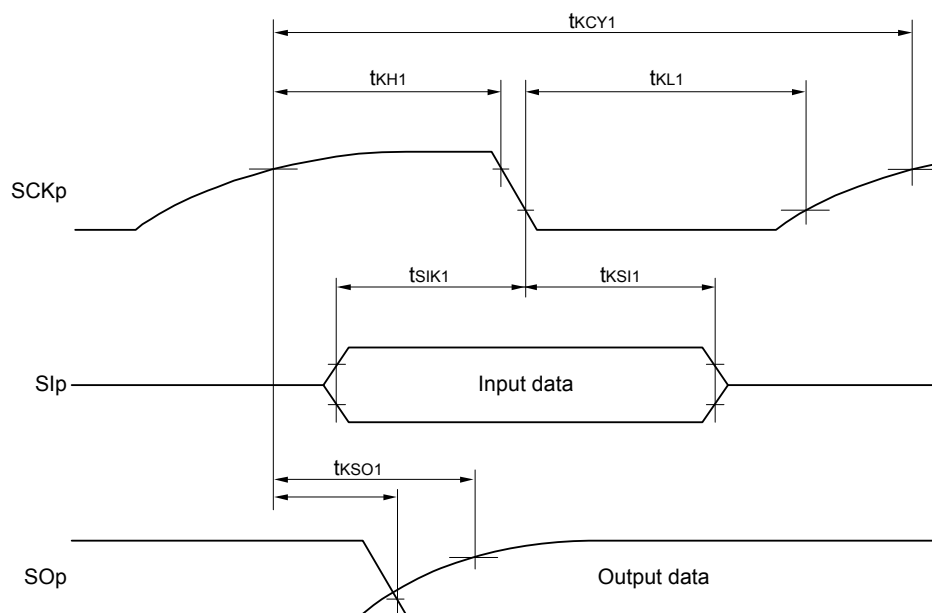 tKCY1
tKH1
tKL1
SCKp
tSIK1
tKSI1
SIp
Input data
tKSO1
SOp
Output data